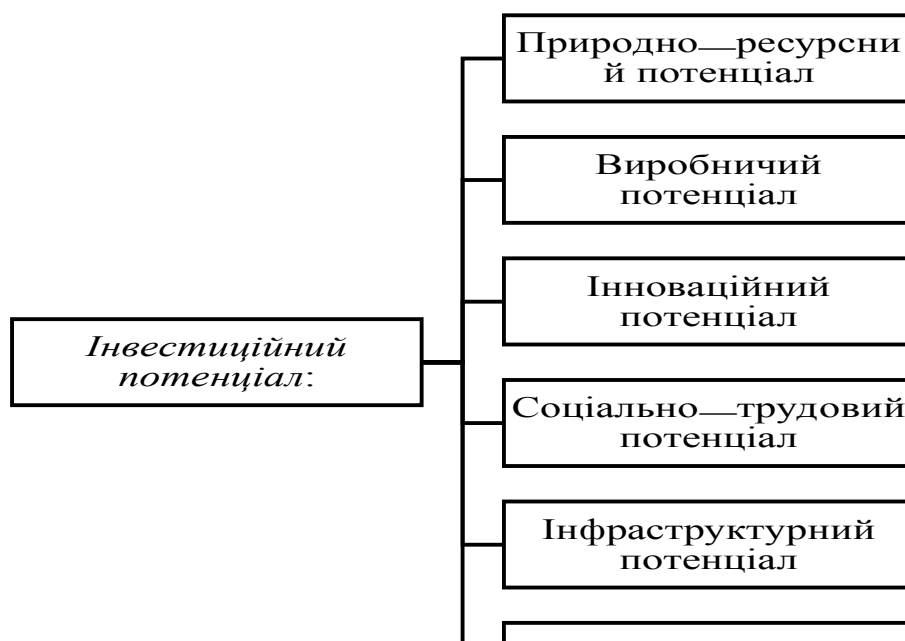 Природно—ресурсни
й потенціал
Виробничий
потенціал
Інноваційний
потенціал
Інвестиційний
потенціал:
Соціально—трудовий
потенціал
Інфраструктурний
потенціал